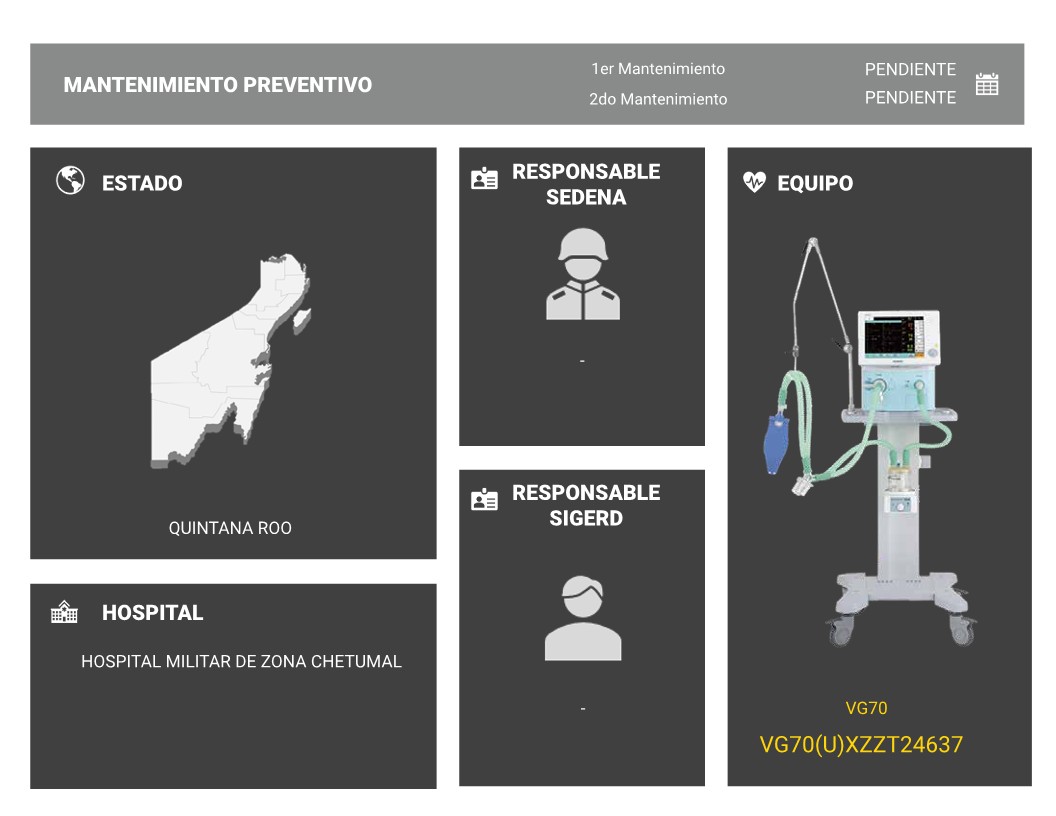 MANTENIMIENTO PREVENTIVO
1er Mantenimiento
PENDIENTE
2do Mantenimiento
PENDIENTE
ESTADO
QUINTANA ROO
HOSPITAL
HOSPITAL MILITAR DE ZONA CHETUMAL
RESPONSABLE
SEDENA
-
RESPONSABLE
SIGERD
-
EQUIPO
VG70
VG70(U)XZZT24637